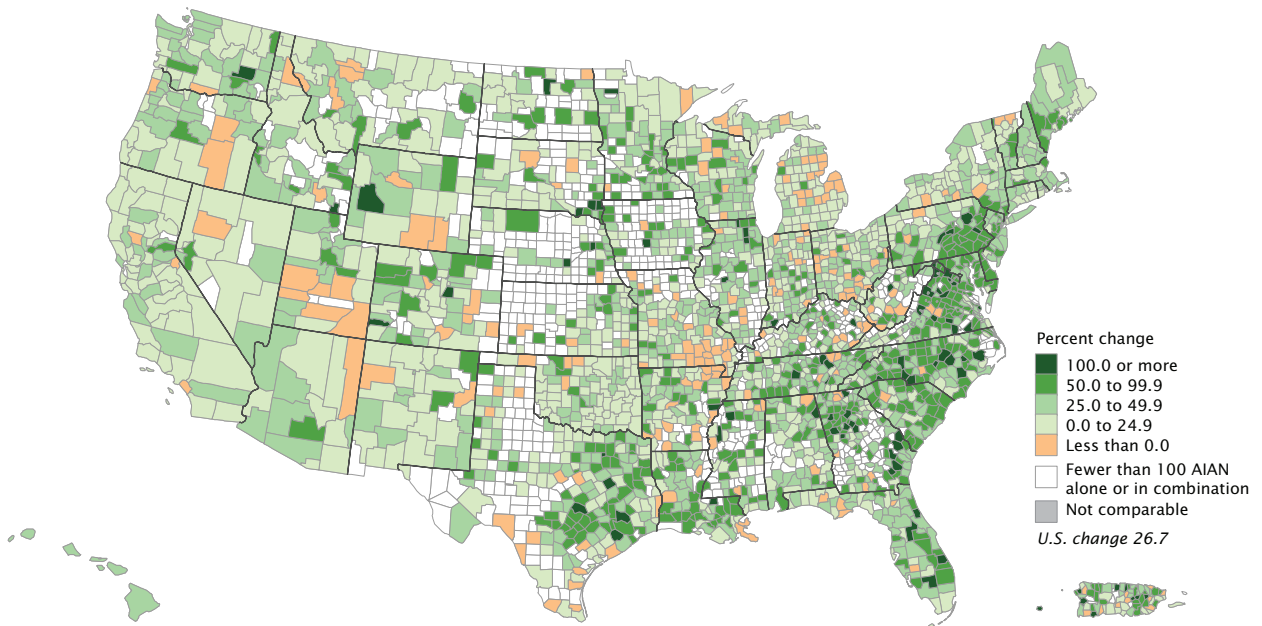 Percent change
100.0 or more
50.0 to 99.9
25.0 to 49.9
0.0 to 24.9
Less than 0.0
Fewer than 100 AIAN
alone or in combination
Not comparable
U.S. change 26.7